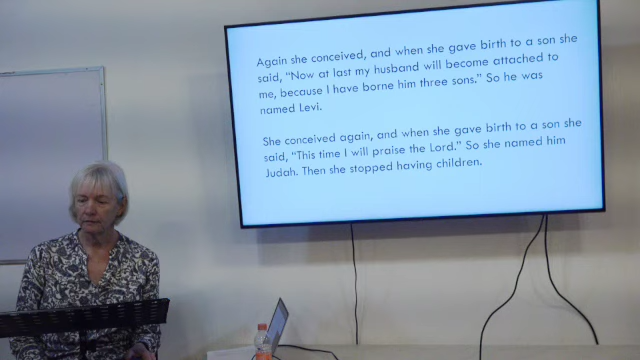 Again she conceived, and when she gave birth to a son she
said, “Now at last my husband will become attached to
me, because I have borne him three sons.” So he was
named Levi.
She conceived again, and when she gave birth to a son she
said, “This time I will praise the Lord.” So she named him
Judah. Then she stopped having children.